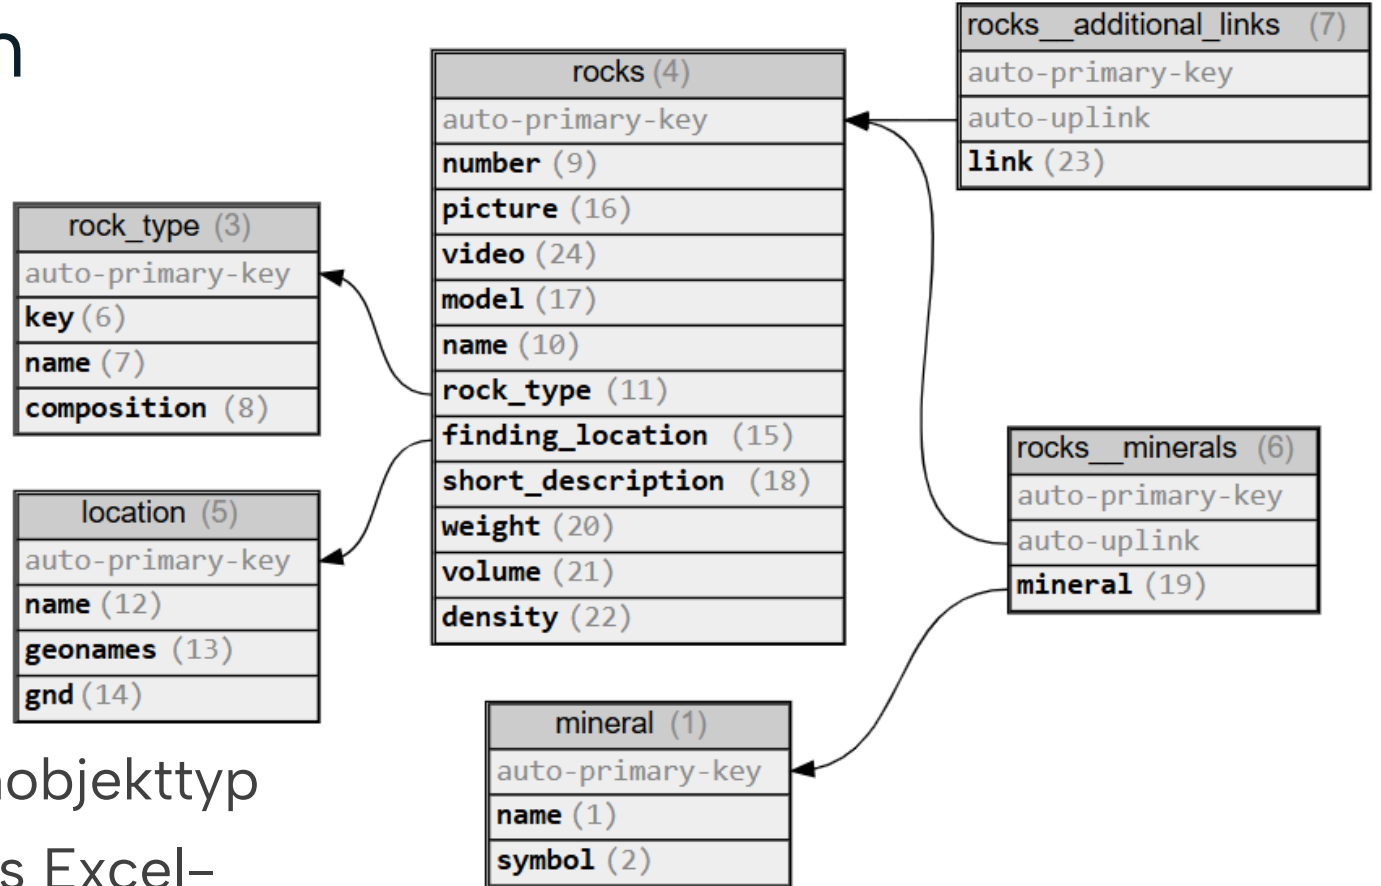 n
rocks (4)
auto-primary-key
number (9)
picture (16)
video (24)
model (17)
name (10)
rock_type (11)
finding_location (15)
short_description (18)
weight (20)
volume (21)
density (22)
rocks__additional_links (7)
auto-primary-key
auto-uplink
link (23)
rock_type (3)
auto-primary-key
key (6)
name (7)
composition (8)
location (5)
auto-primary-key
name (12)
geonames (13)
gnd (14)
rocks__minerals (6)
auto-primary-key
auto-uplink
mineral (19)
mineral (1)
auto-primary-key
name (1)
symbol (2)
objekttyp
s Excel-